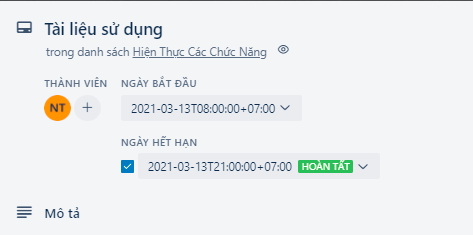 Tài liệu sử dụng
trong danh sách Hiện Thực Các Chức Năng
THÀNH VIÊN
NT
NGÀY BẮT ĐẦU
2021-03-13T08:00:00+07:00
NGÀY HẾT HẠN
2021-03-13T21:00:00+07:00 HOÀN TẤT
Mô tả